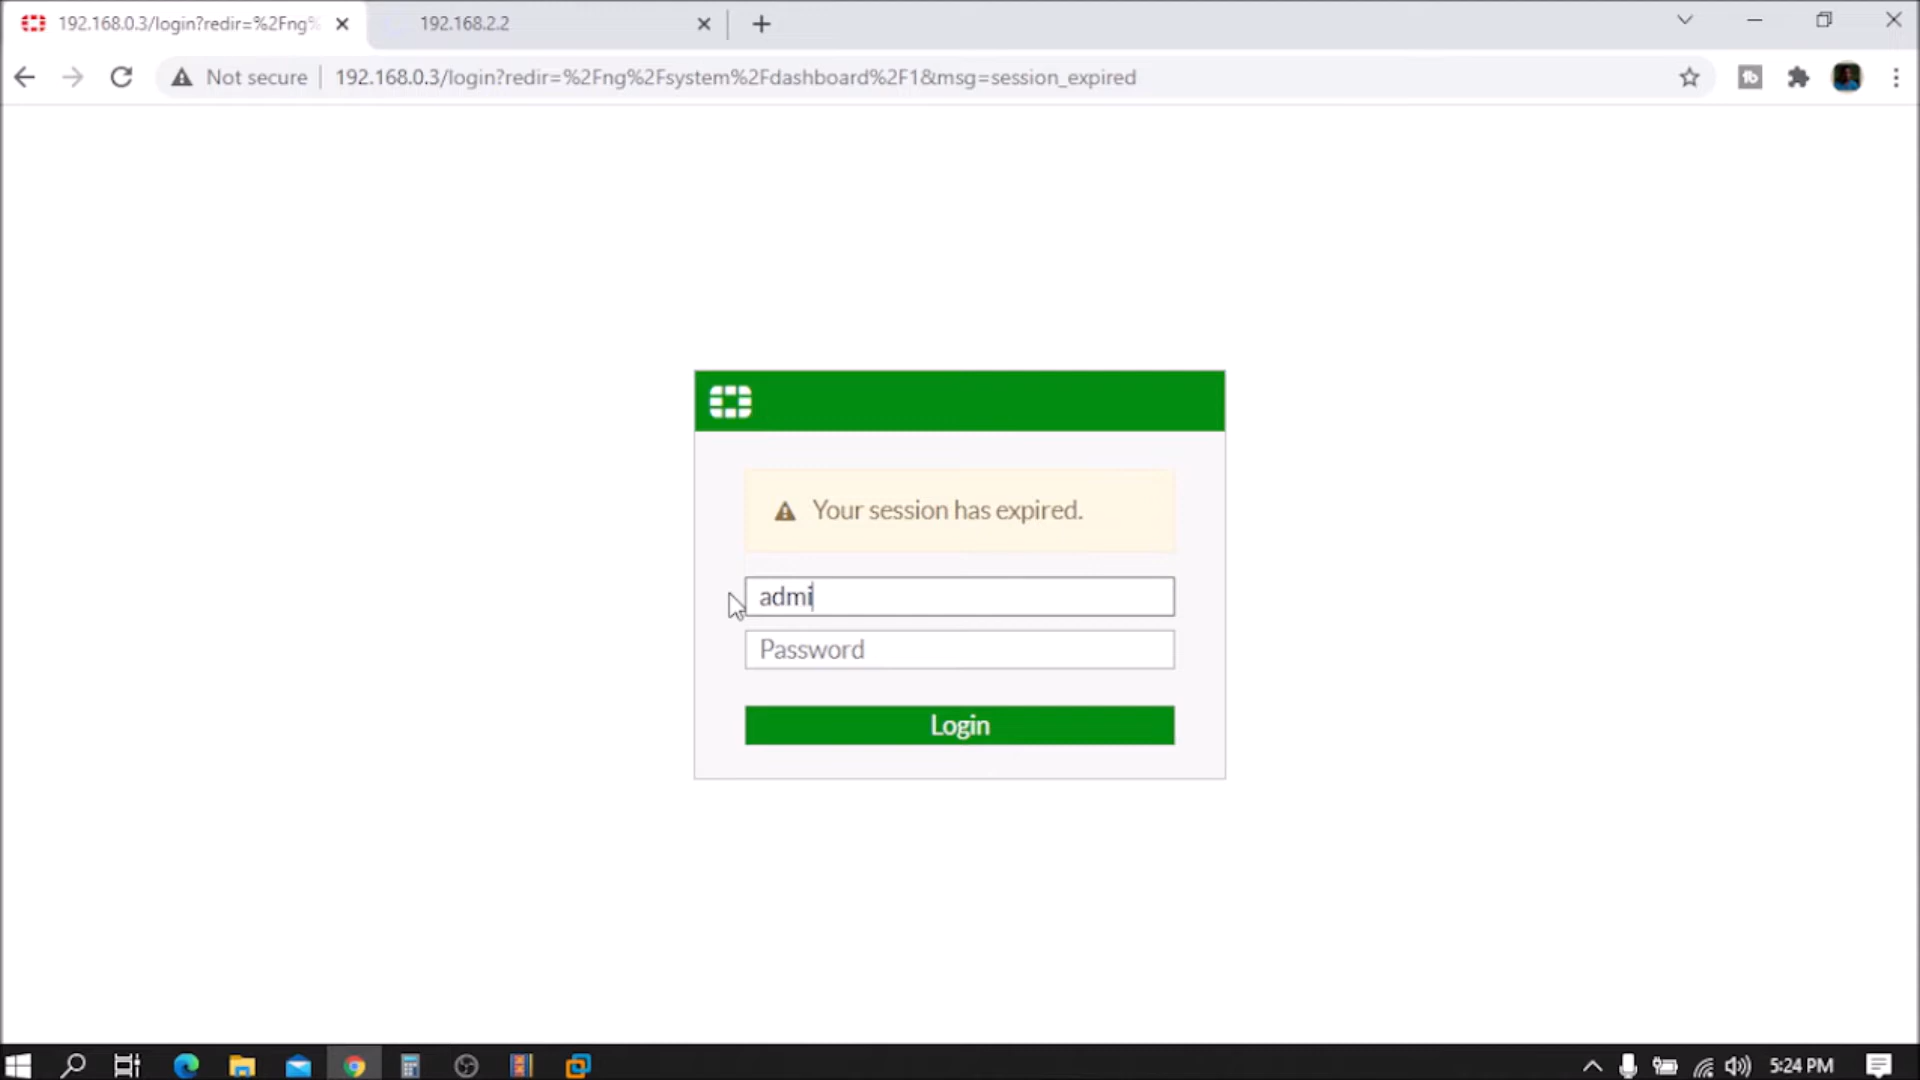 192.168.0.3/login?redir=%2Fng%
192.168.2.2
Not secure
192.168.0.3/login?redir=%2Fng%2Fsystem%2Fdashboard%2F1&msg=session_expired
Your session has expired.
admi
Password
Login
5:24 PM